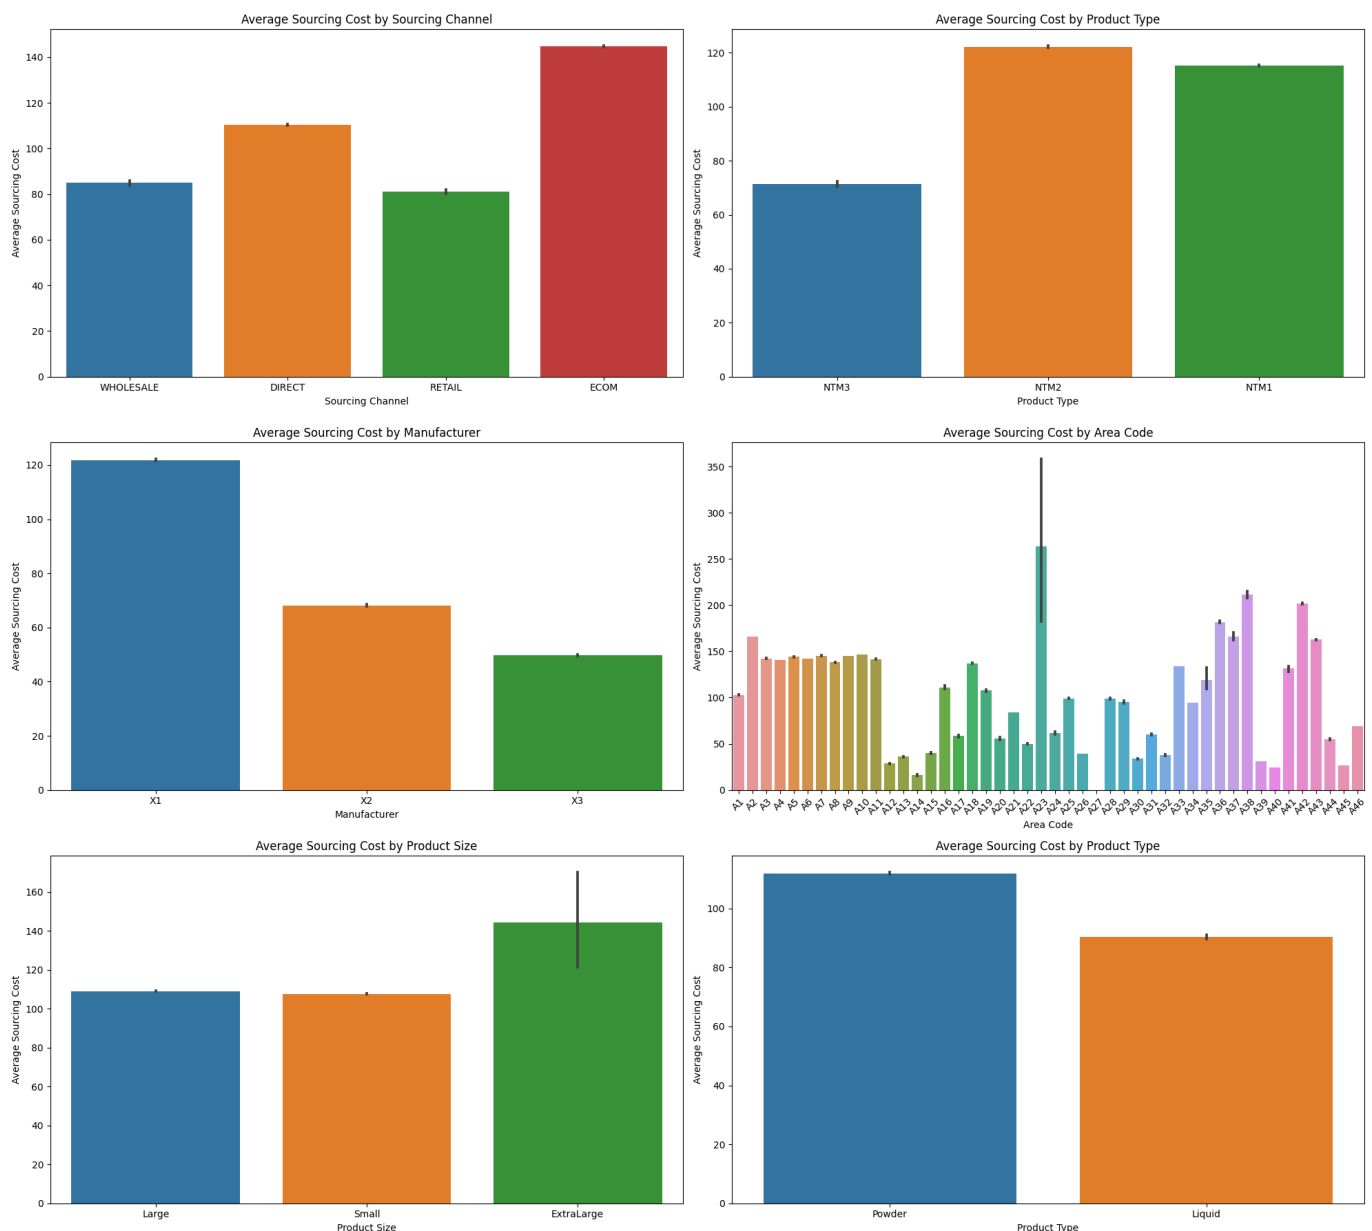 Average Sourcing Cost by Sourcing Channel
Average Sourcing Cost
140
120
100
80
60
40
20
0
WHOLESALE DIRECT RETAIL ECOM
Sourcing Channel
Average Sourcing Cost by Product Type
Average Sourcing Cost
120
100
80
60
40
20
0
NTM3 NTM2 NTM1
Product Type
Average Sourcing Cost by Manufacturer
Average Sourcing Cost
120
100
80
60
40
20
0
X1 X2 X3
Manufacturer
Average Sourcing Cost by Area Code
Average Sourcing Cost
350
300
250
200
150
100
50
0
A1 A2 A3 A4 A5 A6 A7 A8 A9 A10 A11 A12 A13 A14 A15 A16 A17 A18 A19 A20 A21 A22 A23 A24 A25 A26 A27 A28 A29 A30 A31 A32 A33 A34 A35 A36 A37 A38 A39 A40 A41 A42 A43 A44 A45 A46
Area Code
Average Sourcing Cost by Product Size
Average Sourcing Cost
160
140
120
100
80
60
40
20
0
Large Small ExtraLarge
Product Size
Average Sourcing Cost by Product Type
Average Sourcing Cost
100
80
60
40
20
0
Powder Liquid
Product Type